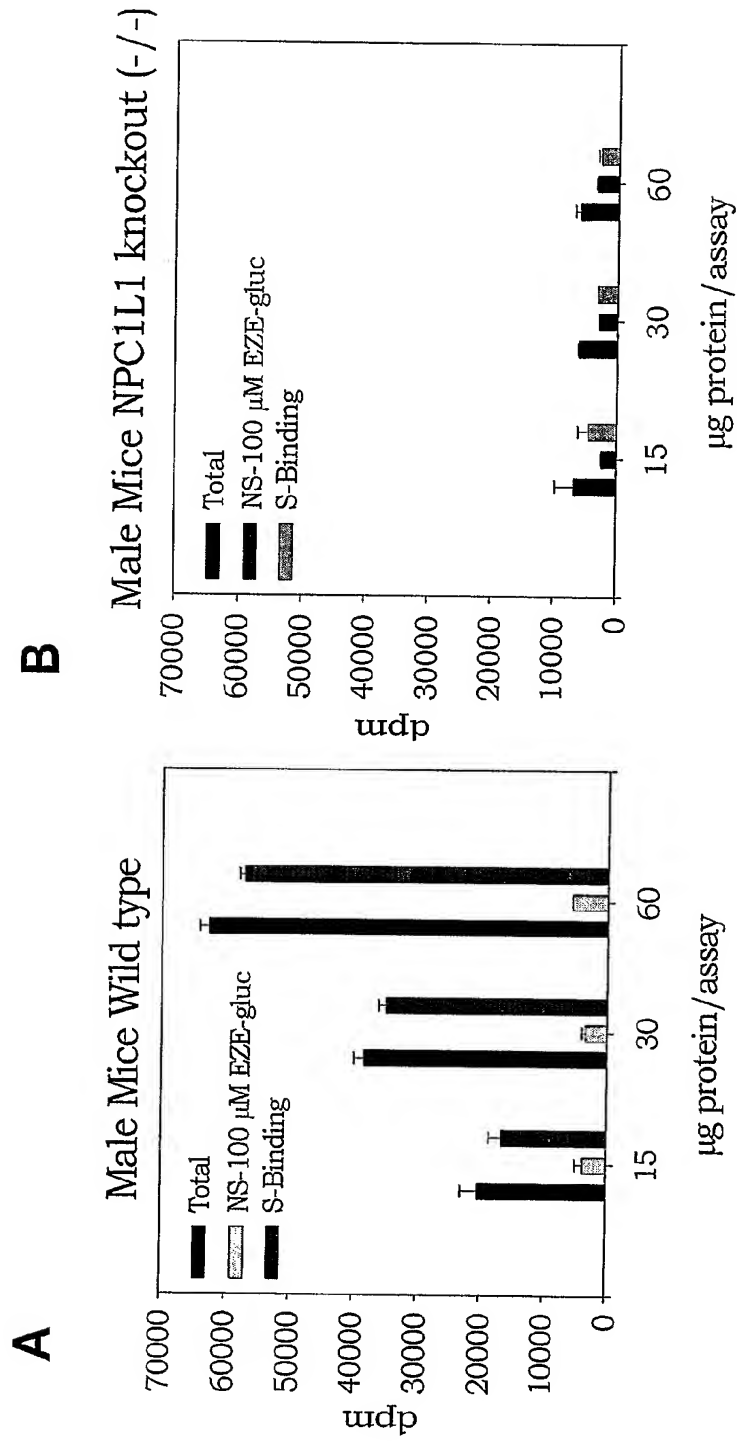 A
Male Mice Wild type
70000
60000
50000
40000
30000
20000
10000
0
dpm
Total
NS-100 µM EZE-gluc
S-Binding
15
30
60
µg protein/assay
B
Male Mice NPC1L1 knockout (-/-)
70000
60000
50000
40000
30000
20000
10000
0
dpm
Total
NS-100 µM EZE-gluc
S-Binding
15
30
60
µg protein/assay